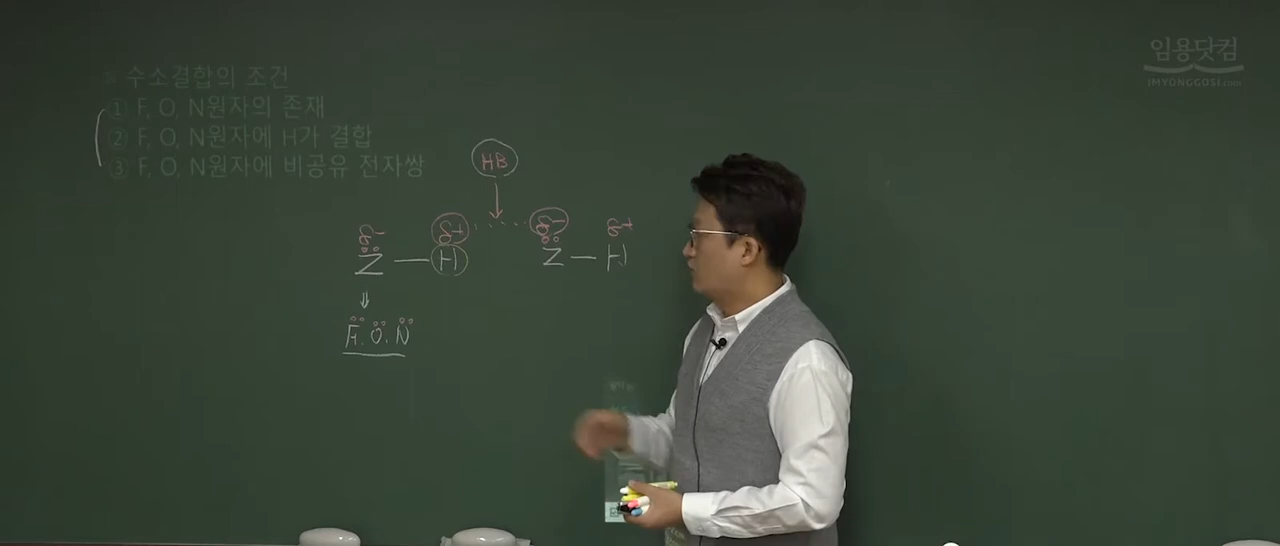 임용닷컴
iMYONGGOSI.com
※ 수소결합의 조건
① F, O, N원자의 존재
② F, O, N원자에 H가 결합
③ F, O, N원자에 비공유 전자쌍
HB
δ- δ+ δ- δ+
Z — H Z — H
⇓
F, O, N